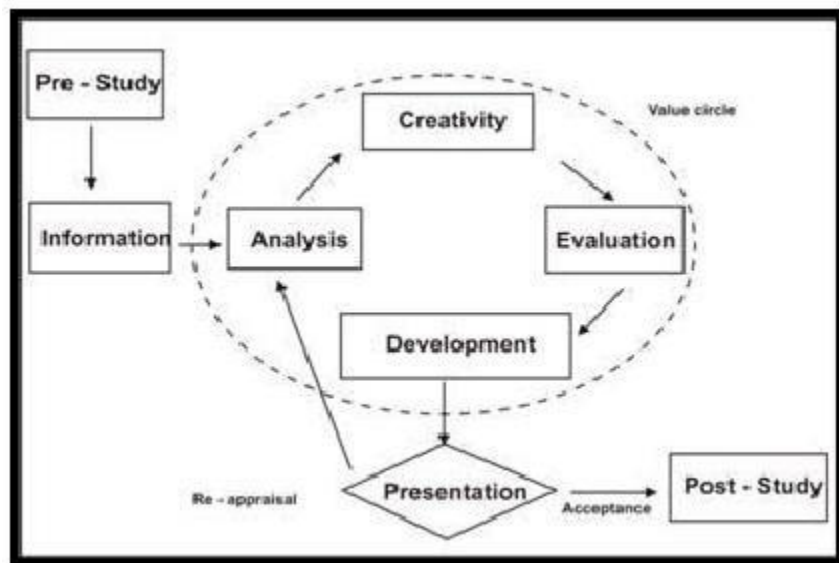 Pre - Study
Creativity
Value circle
Information
Analysis
Evaluation
Development
Re - appraisal
Presentation
Acceptance
Post - Study